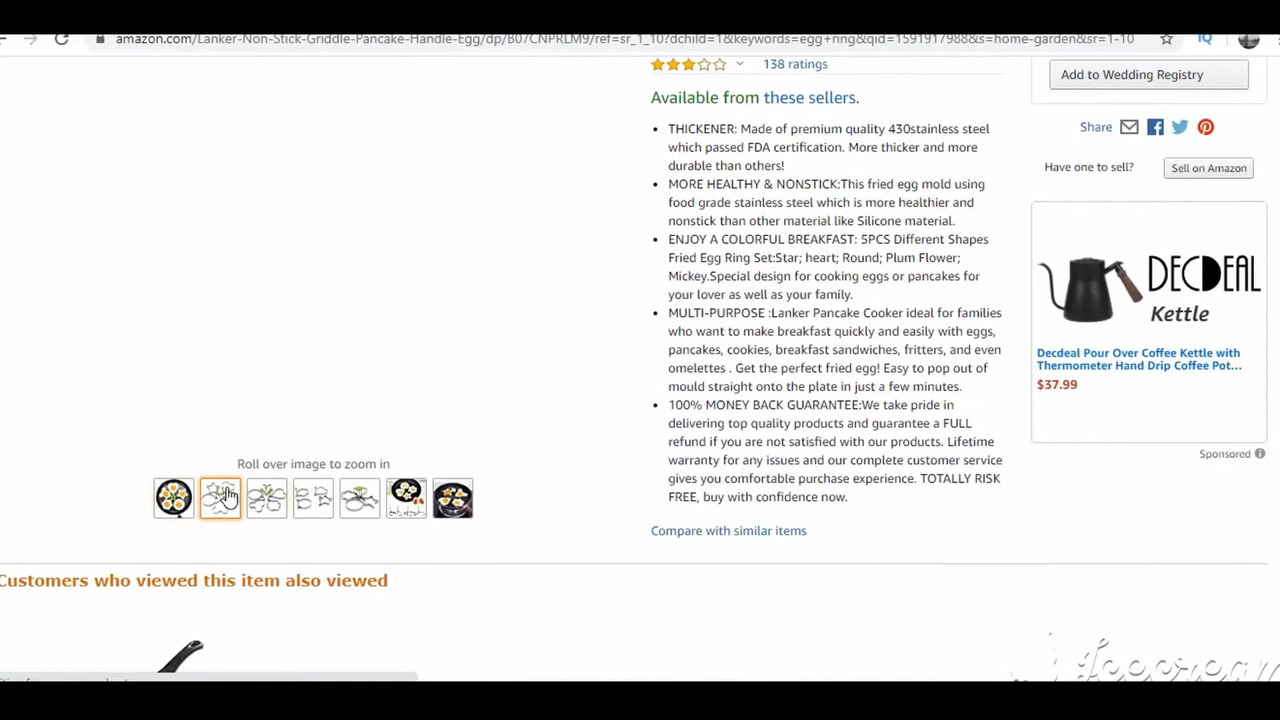 amazon.com/Lanker-Non-Stick-Griddle-Pancake-Handle-Egg/dp/B07CNPRLM9/ref=sr_1_10?dchild=1&keywords=egg+ring&qid=1591917988&s=home-garden&sr=1-10
138 ratings
Available from these sellers.
• THICKENER: Made of premium quality 430stainless steel
which passed FDA certification. More thicker and more
durable than others!
• MORE HEALTHY & NONSTICK:This fried egg mold using
food grade stainless steel which is more healthier and
nonstick than other material like Silicone material.
• ENJOY A COLORFUL BREAKFAST: 5PCS Different Shapes
Fried Egg Ring Set:Star; heart; Round; Plum Flower;
Mickey.Special design for cooking eggs or pancakes for
your lover as well as your family.
• MULTI-PURPOSE :Lanker Pancake Cooker ideal for families
who want to make breakfast quickly and easily with eggs,
pancakes, cookies, breakfast sandwiches, fritters, and even
omelettes . Get the perfect fried egg! Easy to pop out of
mould straight onto the plate in just a few minutes.
• 100% MONEY BACK GUARANTEE:We take pride in
delivering top quality products and guarantee a FULL
refund if you are not satisfied with our products. Lifetime
warranty for any issues and our complete customer service
gives you comfortable purchase experience. TOTALLY RISK
FREE, buy with confidence now.
Compare with similar items
Add to Wedding Registry
Share
Have one to sell?
Sell on Amazon
DECDEAL
Kettle
Decdeal Pour Over Coffee Kettle with
Thermometer Hand Drip Coffee Pot...
$37.99
Sponsored
Roll over image to zoom in
Customers who viewed this item also viewed
Icecream